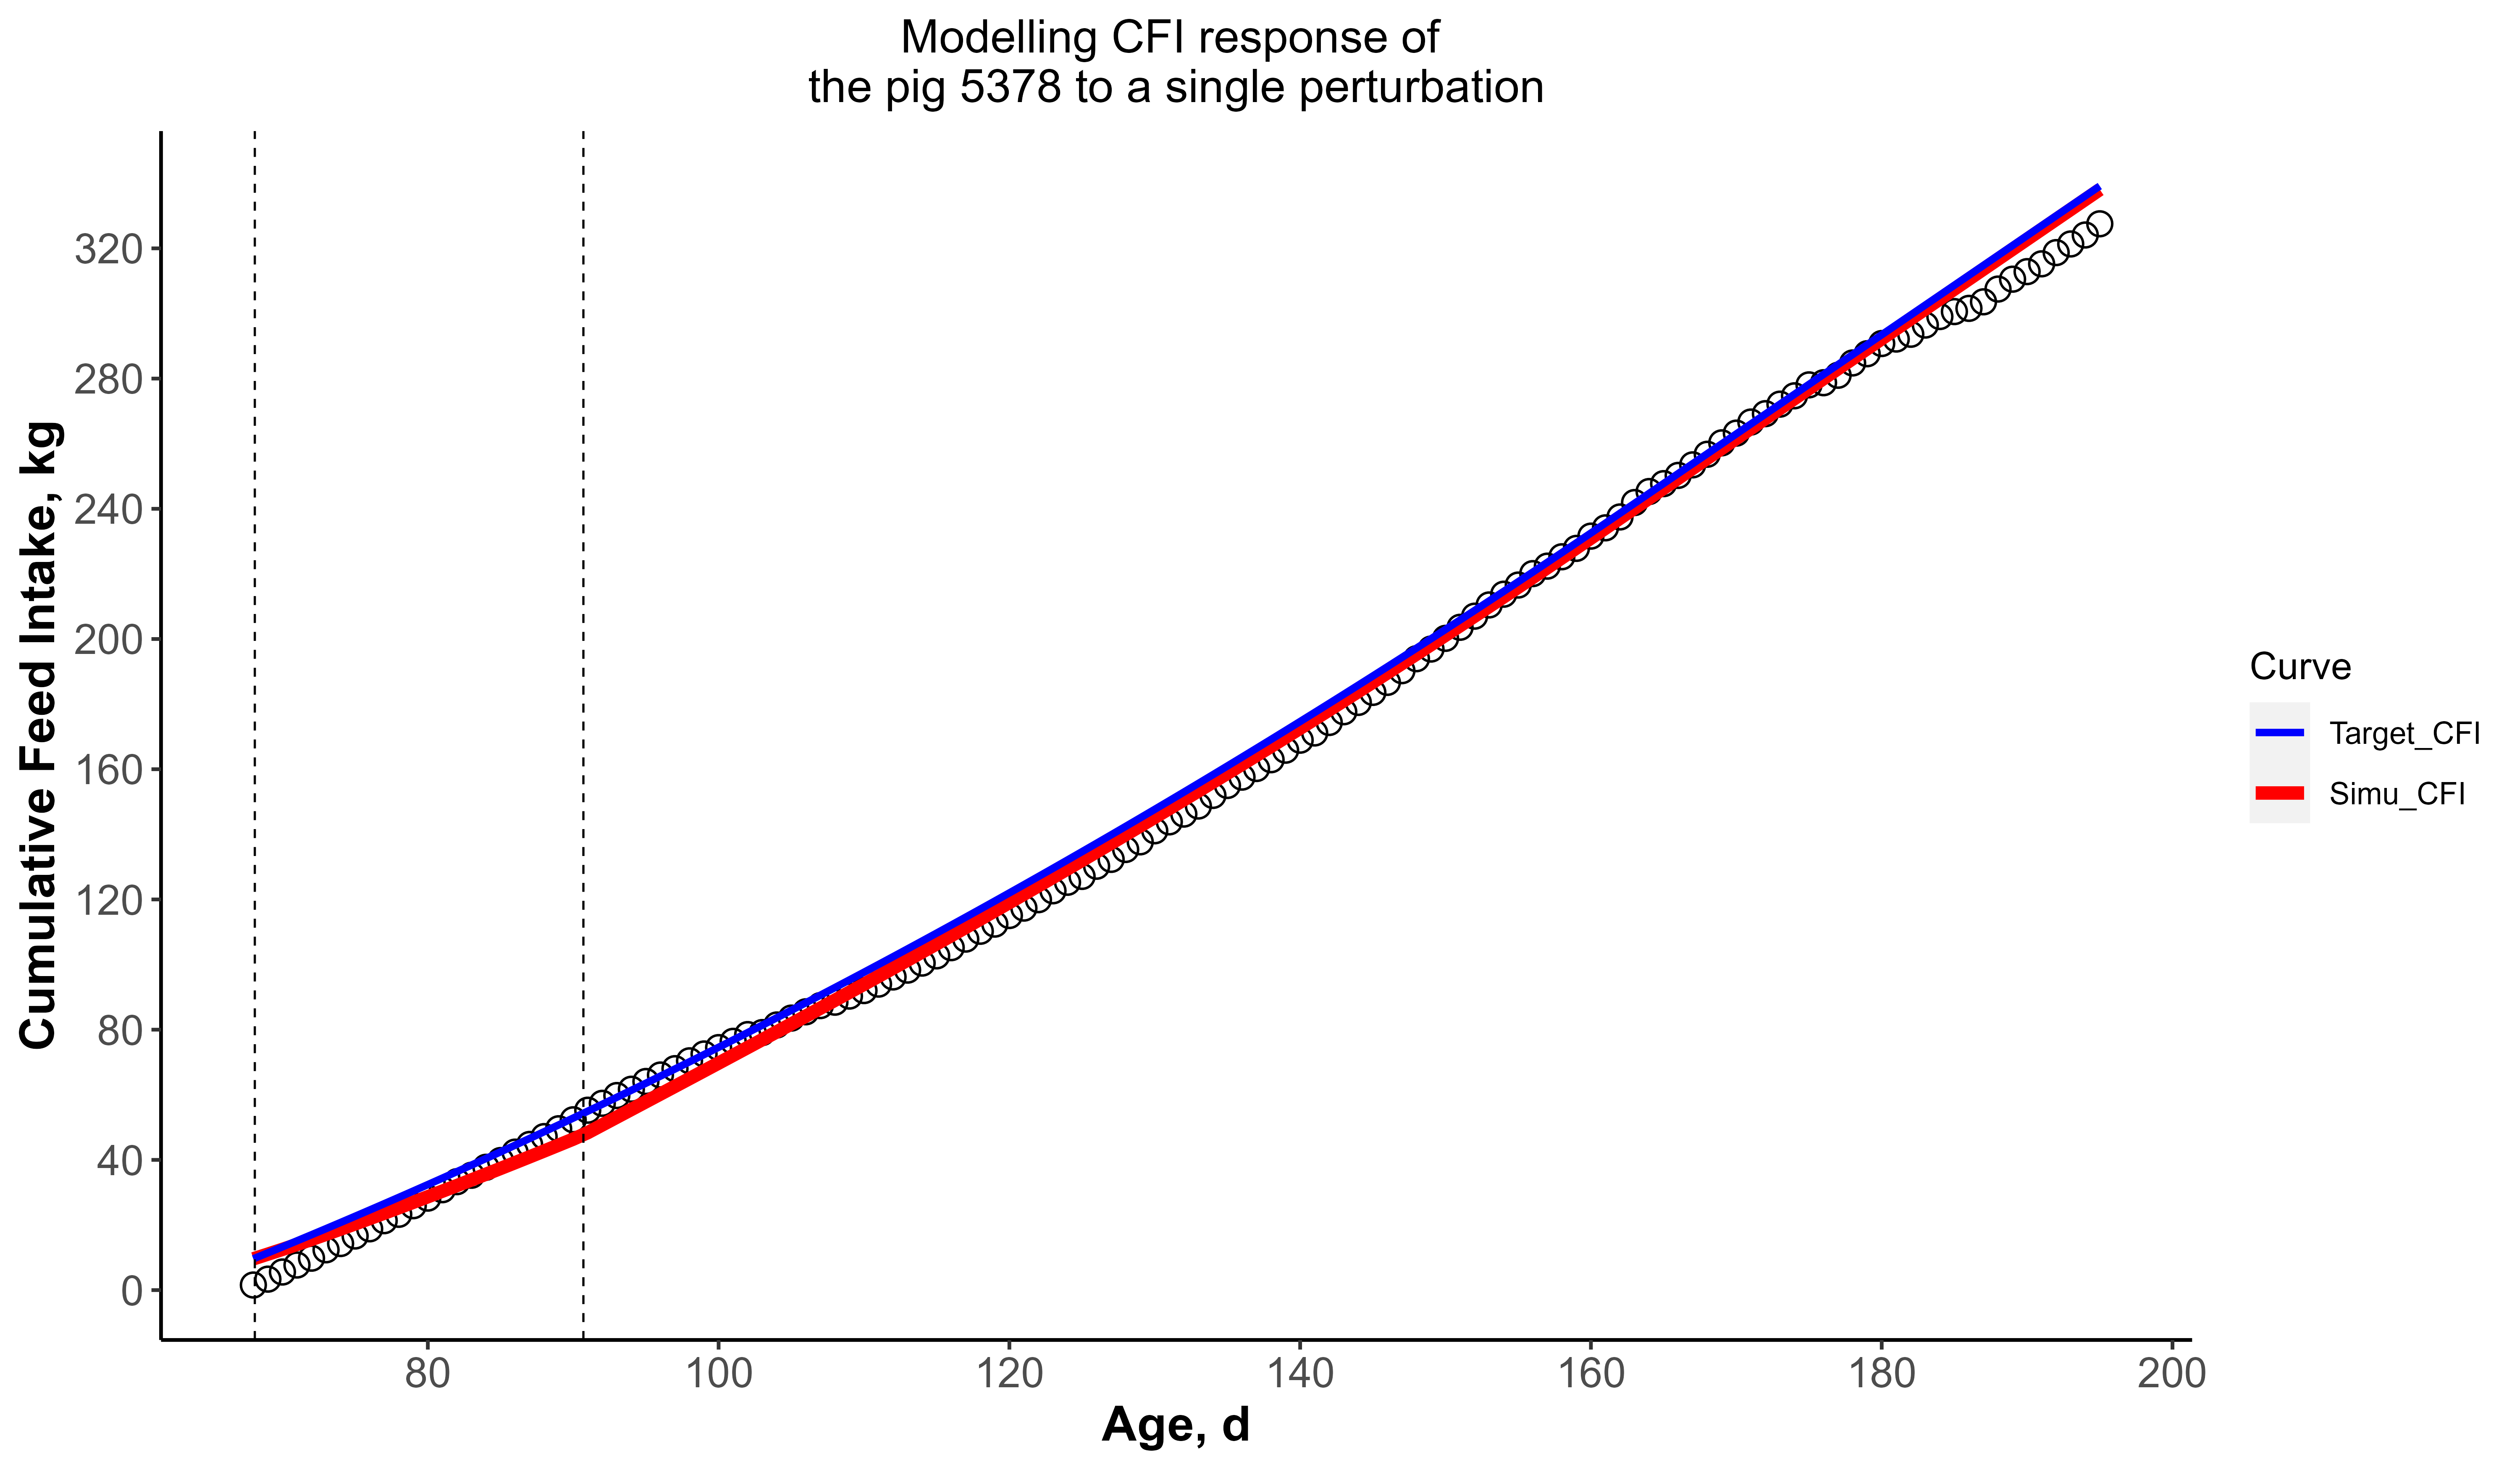 Modelling CFI response of
the pig 5378 to a single perturbation
Cumulative Feed Intake, kg
320
280
240
200
160
120
80
40
0
80 100 120 140 160 180 200
Age, d
Curve
Target_CFI
Simu_CFI